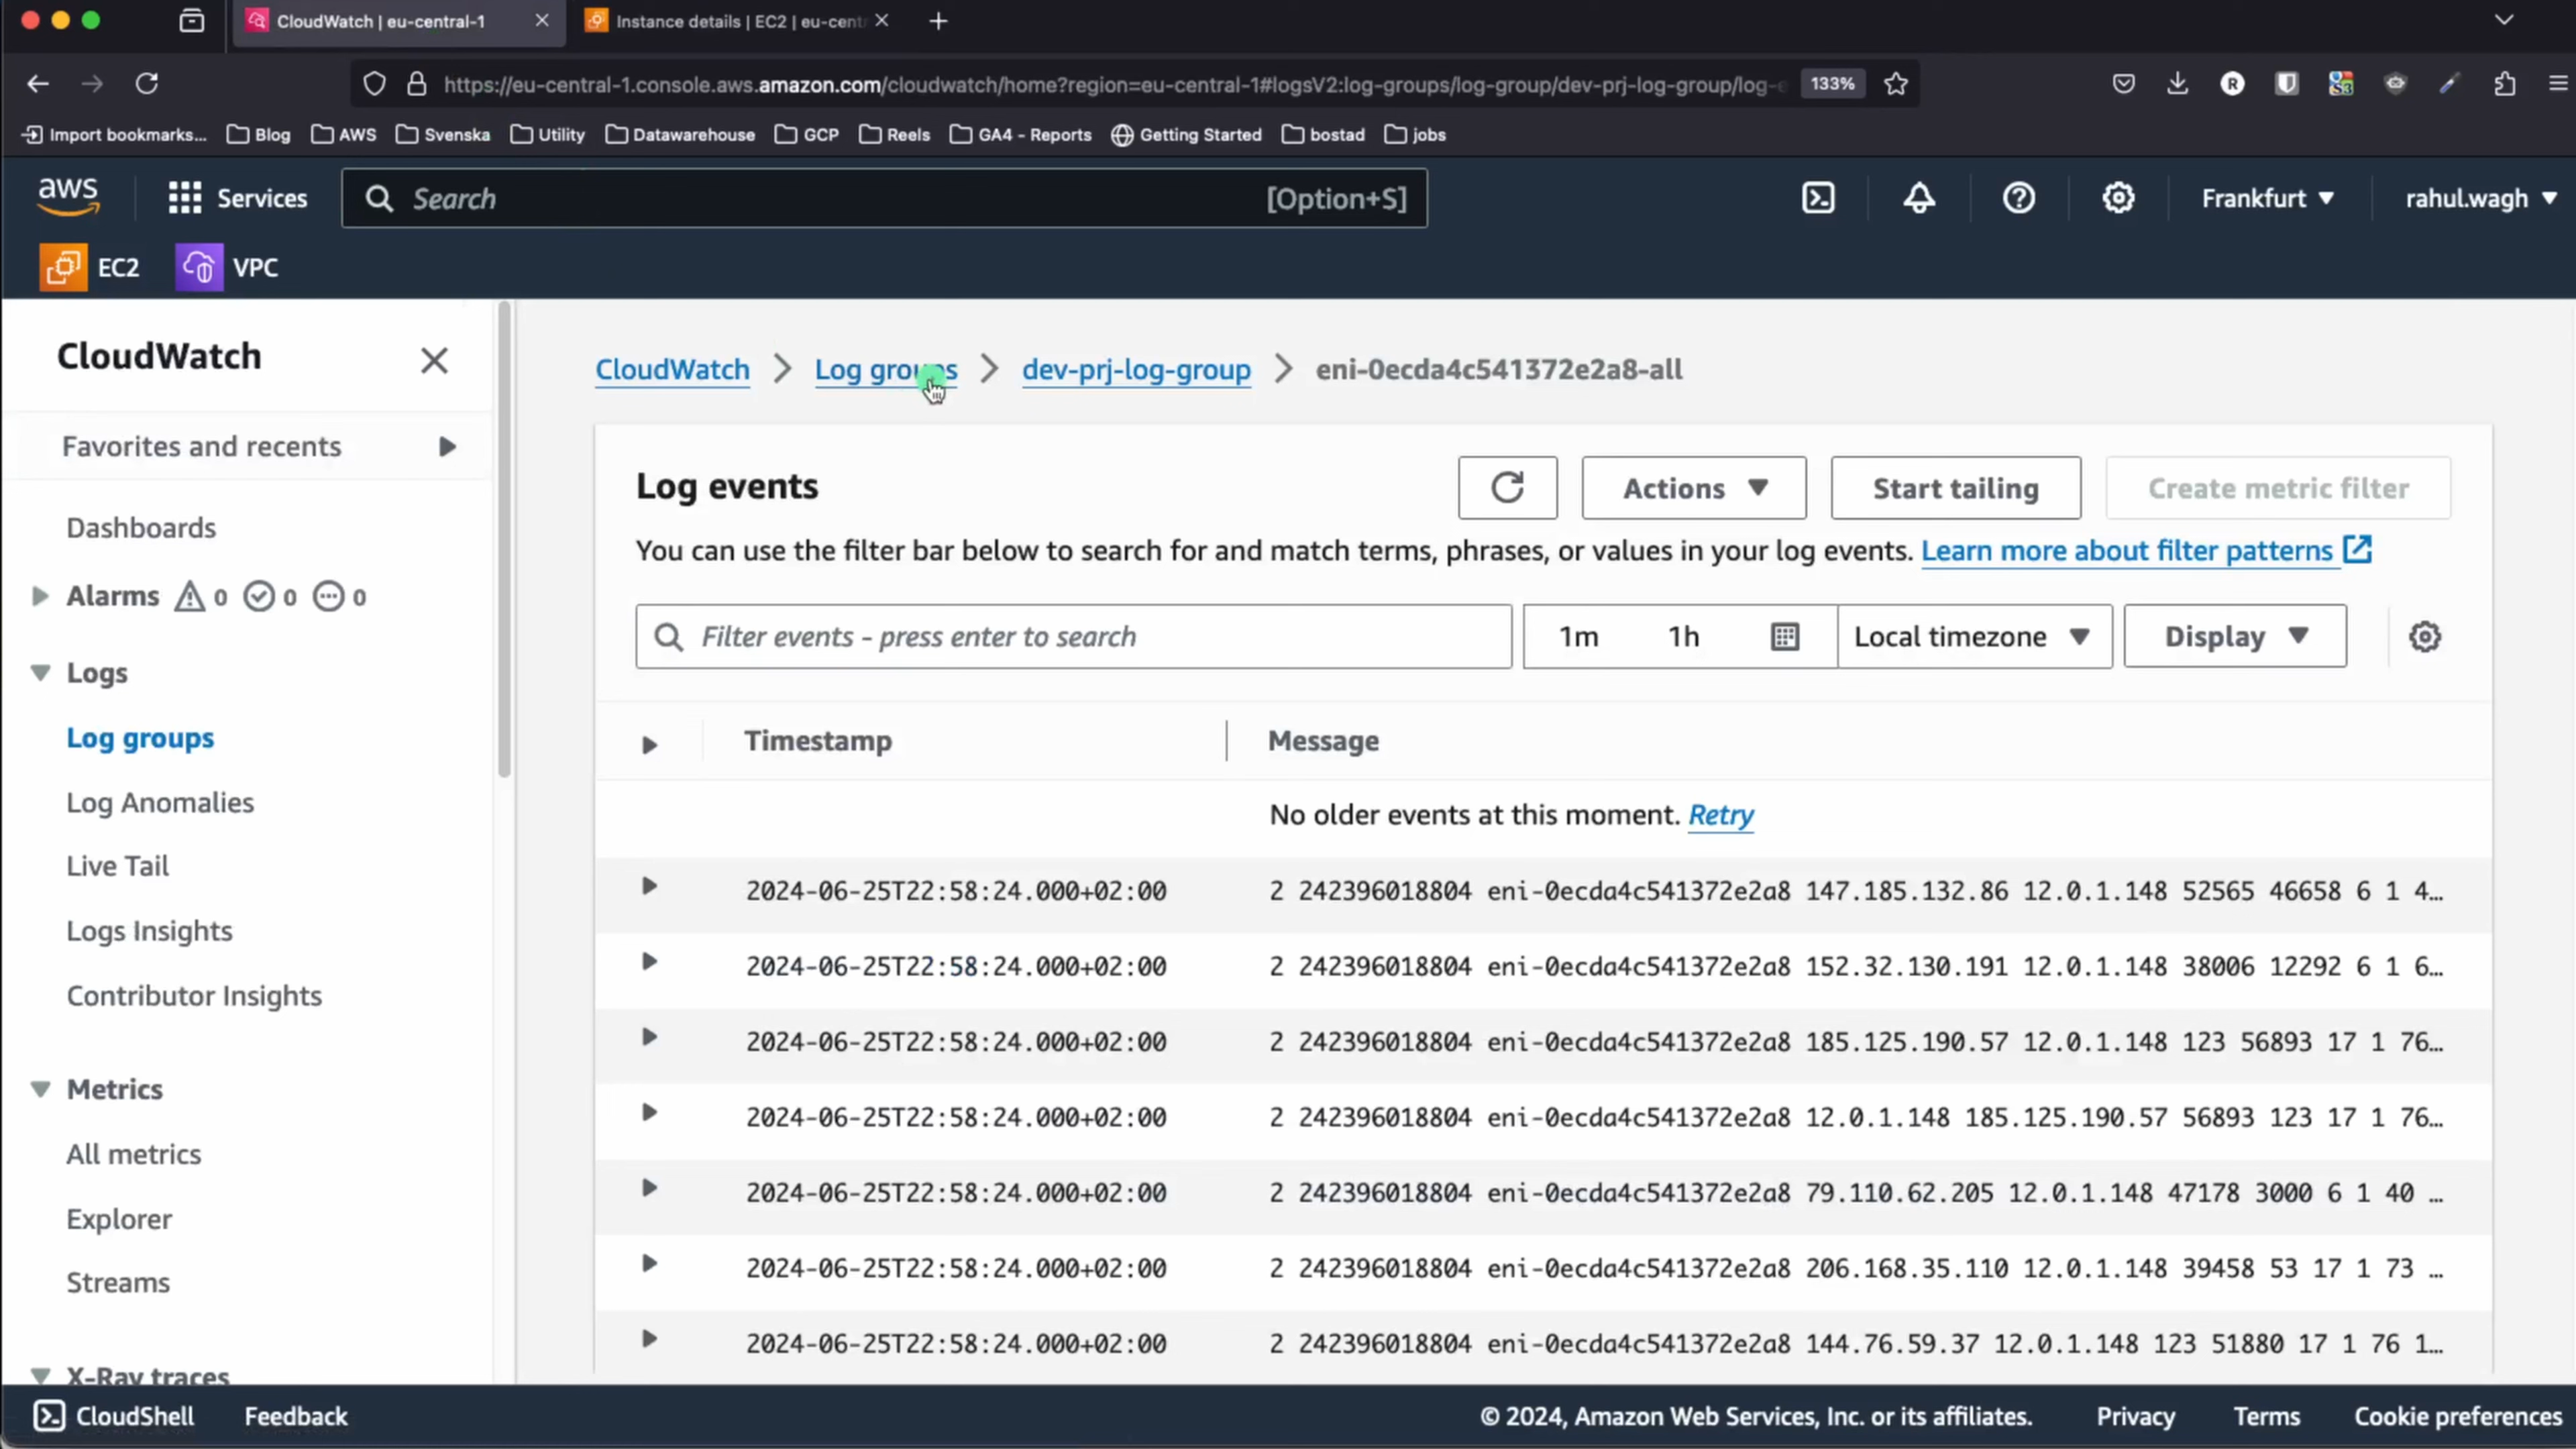 CloudWatch | eu-central-1
Instance details | EC2 | eu-cent
https://eu-central-1.console.aws.amazon.com/cloudwatch/home?region=eu-central-1#logsV2:log-groups/log-group/dev-prj-log-group/log-e
133%
Import bookmarks... Blog AWS Svenska Utility Datawarehouse GCP Reels GA4 - Reports Getting Started bostad jobs
aws Services Search [Option+S] Frankfurt rahul.wagh
EC2 VPC
CloudWatch
Favorites and recents
Dashboards
Alarms 0 0 0
Logs
Log groups
Log Anomalies
Live Tail
Logs Insights
Contributor Insights
Metrics
All metrics
Explorer
Streams
X-Ray traces
CloudWatch Log groups dev-prj-log-group eni-0ecda4c541372e2a8-all
Log events
Actions Start tailing Create metric filter
You can use the filter bar below to search for and match terms, phrases, or values in your log events. Learn more about filter patterns
Filter events - press enter to search 1m 1h Local timezone Display
Timestamp Message
No older events at this moment. Retry
2024-06-25T22:58:24.000+02:00 2 242396018804 eni-0ecda4c541372e2a8 147.185.132.86 12.0.1.148 52565 46658 6 1 4…
2024-06-25T22:58:24.000+02:00 2 242396018804 eni-0ecda4c541372e2a8 152.32.130.191 12.0.1.148 38006 12292 6 1 6…
2024-06-25T22:58:24.000+02:00 2 242396018804 eni-0ecda4c541372e2a8 185.125.190.57 12.0.1.148 123 56893 17 1 76…
2024-06-25T22:58:24.000+02:00 2 242396018804 eni-0ecda4c541372e2a8 12.0.1.148 185.125.190.57 56893 123 17 1 76…
2024-06-25T22:58:24.000+02:00 2 242396018804 eni-0ecda4c541372e2a8 79.110.62.205 12.0.1.148 47178 3000 6 1 40 …
2024-06-25T22:58:24.000+02:00 2 242396018804 eni-0ecda4c541372e2a8 206.168.35.110 12.0.1.148 39458 53 17 1 73 …
2024-06-25T22:58:24.000+02:00 2 242396018804 eni-0ecda4c541372e2a8 144.76.59.37 12.0.1.148 123 51880 17 1 76 1…
CloudShell Feedback © 2024, Amazon Web Services, Inc. or its affiliates. Privacy Terms Cookie preferences